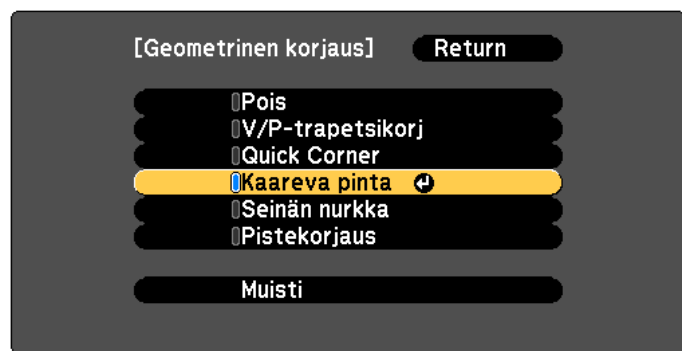 [Geometrinen korjaus] Return
Pois
V/P-trapetsikorj
Quick Corner
Kaareva pinta
Seinän nurkka
Pistekorjaus
Muisti